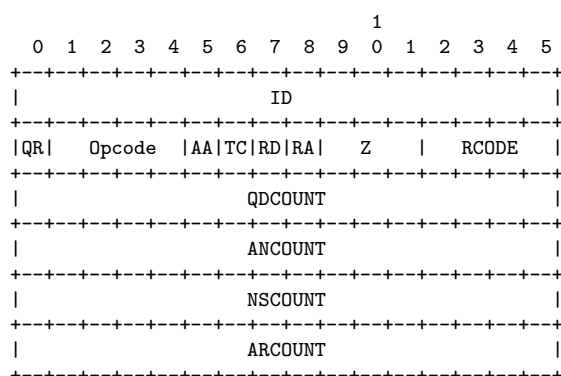 1
0 1 2 3 4 5 6 7 8 9 0 1 2 3 4 5
+--+--+--+--+--+--+--+--+--+--+--+--+--+--+--+--+
| ID |
+--+--+--+--+--+--+--+--+--+--+--+--+--+--+--+--+
|QR| Opcode |AA|TC|RD|RA| Z | RCODE |
+--+--+--+--+--+--+--+--+--+--+--+--+--+--+--+--+
| QDCOUNT |
+--+--+--+--+--+--+--+--+--+--+--+--+--+--+--+--+
| ANCOUNT |
+--+--+--+--+--+--+--+--+--+--+--+--+--+--+--+--+
| NSCOUNT |
+--+--+--+--+--+--+--+--+--+--+--+--+--+--+--+--+
| ARCOUNT |
+--+--+--+--+--+--+--+--+--+--+--+--+--+--+--+--+